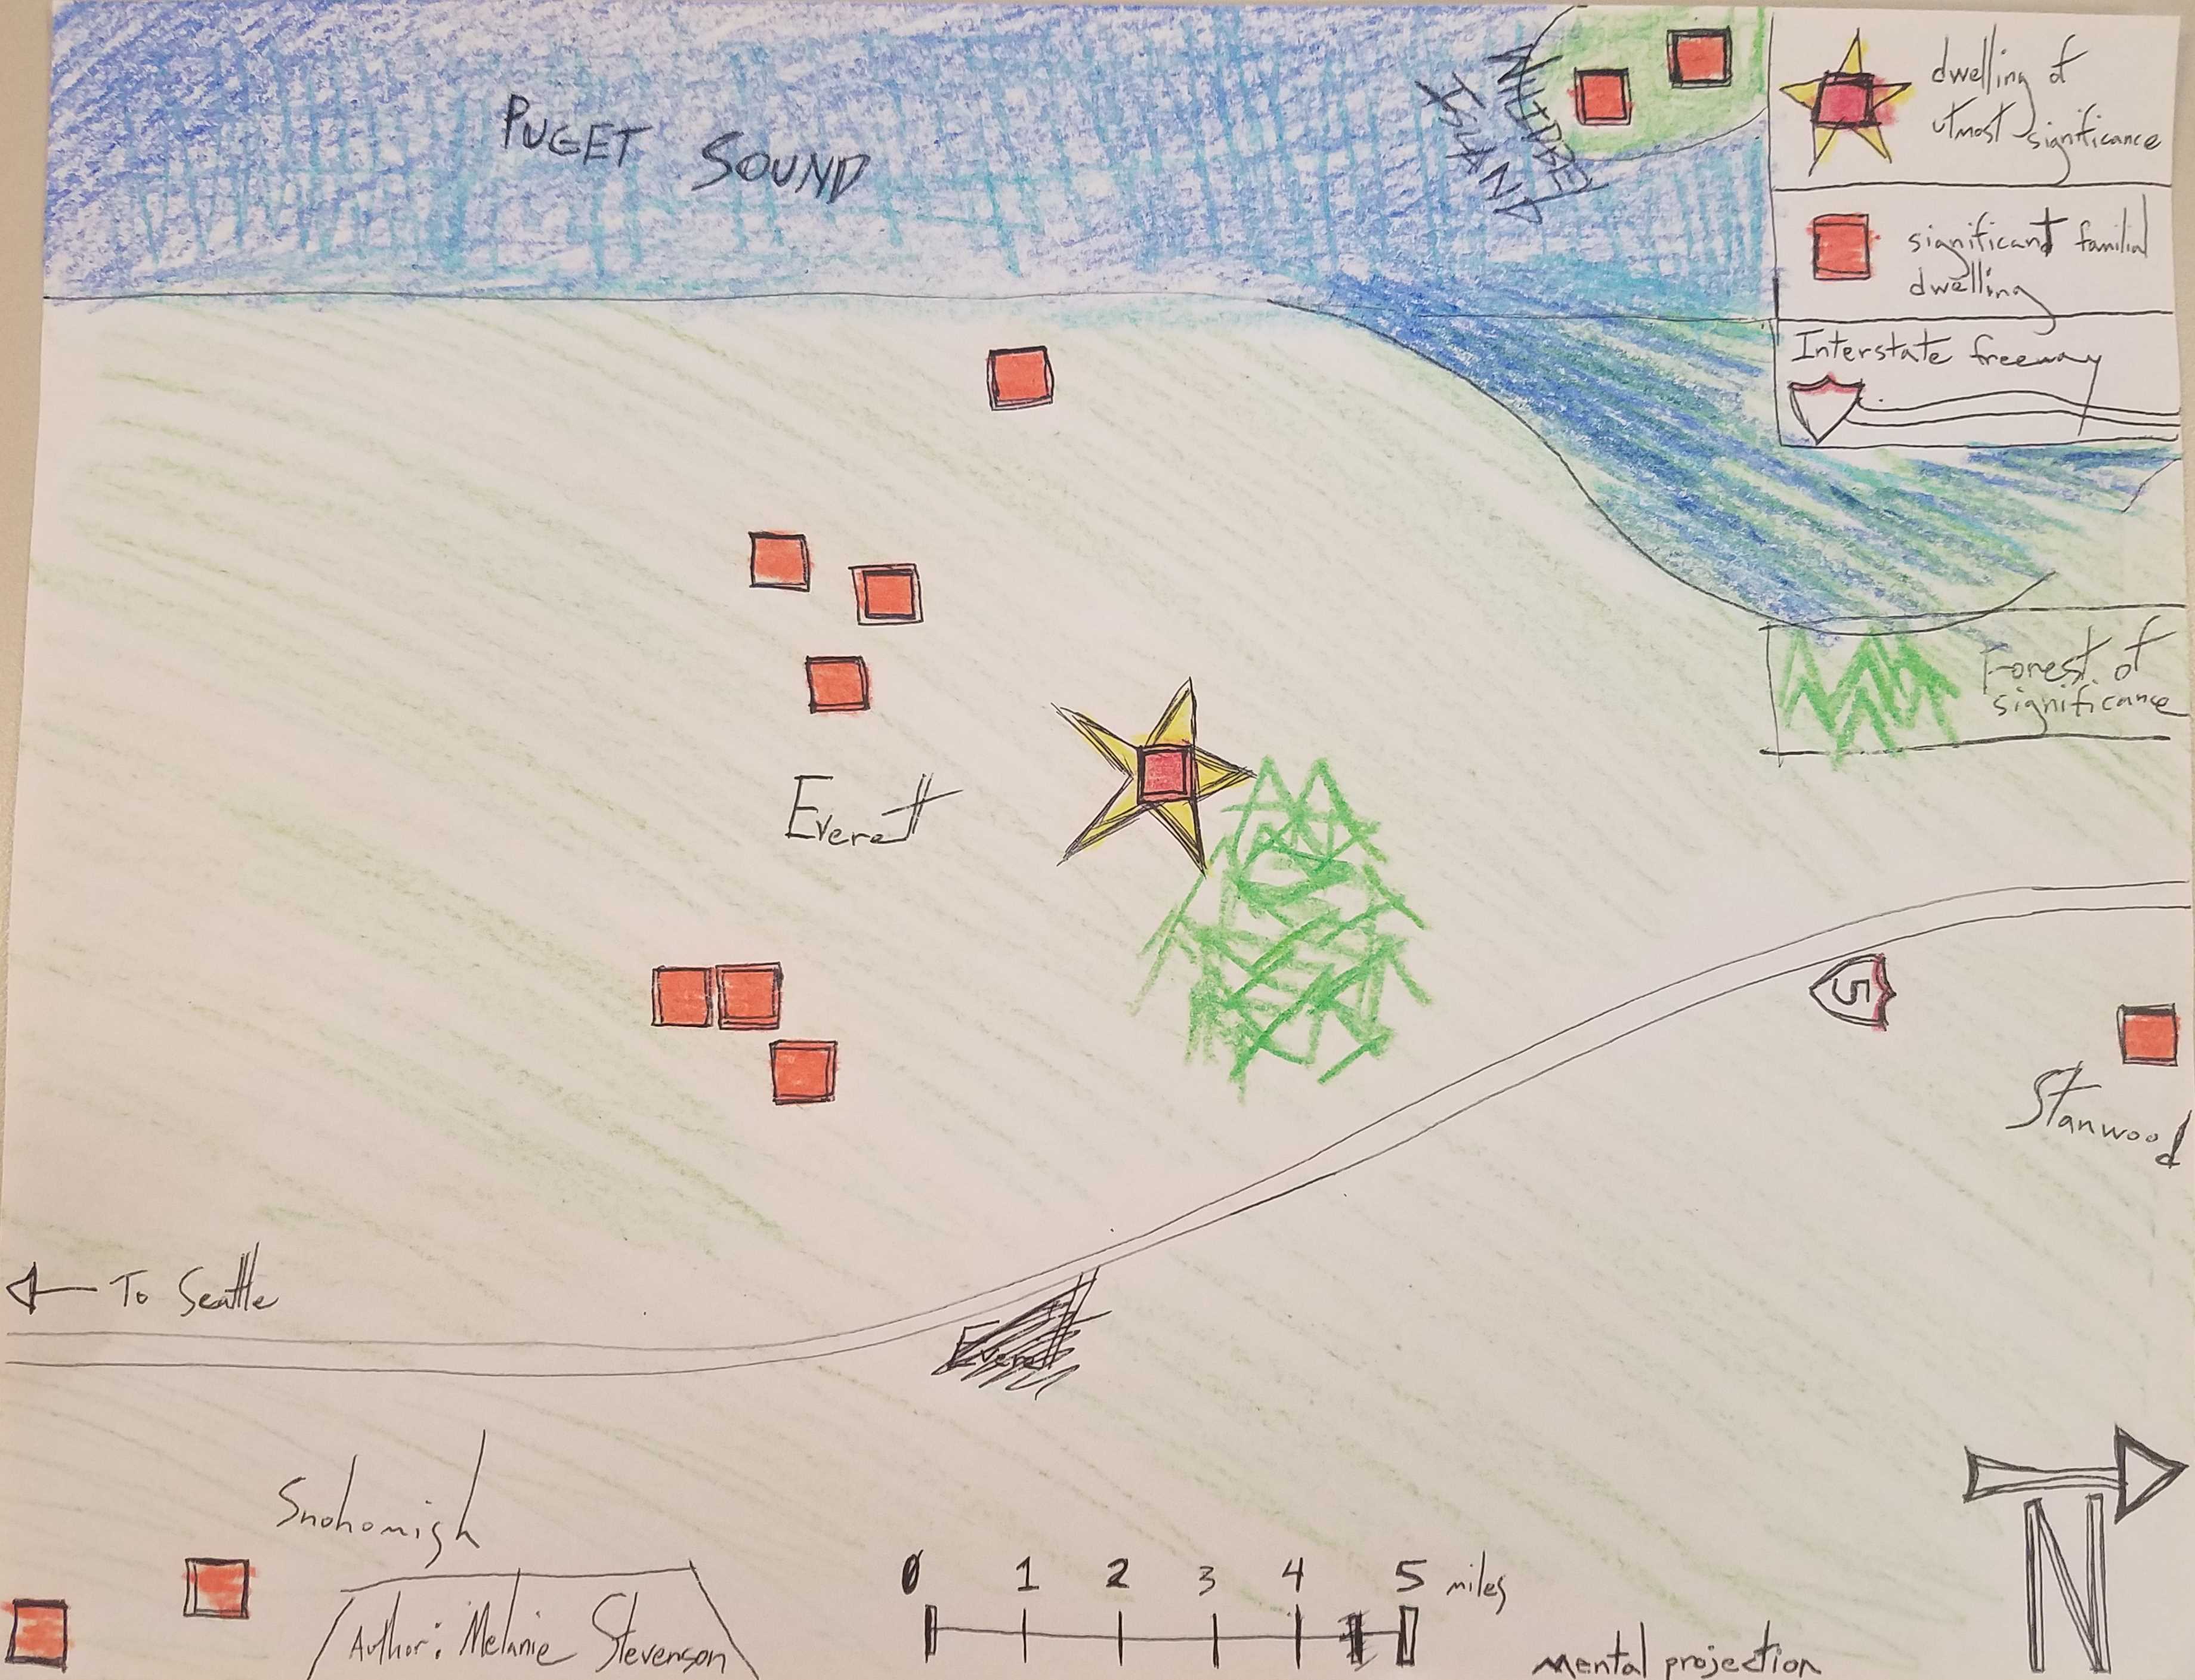 PUGET SOUND
WHIDBEY
ISLAND
dwelling of
utmost significance
significant familial
dwelling
Interstate freeway
Forest of
significance
Everett
5
Stanwood
To Seattle
Snohomish
Author: Melanie Stevenson
0 1 2 3 4 5 miles
Mental projection
N